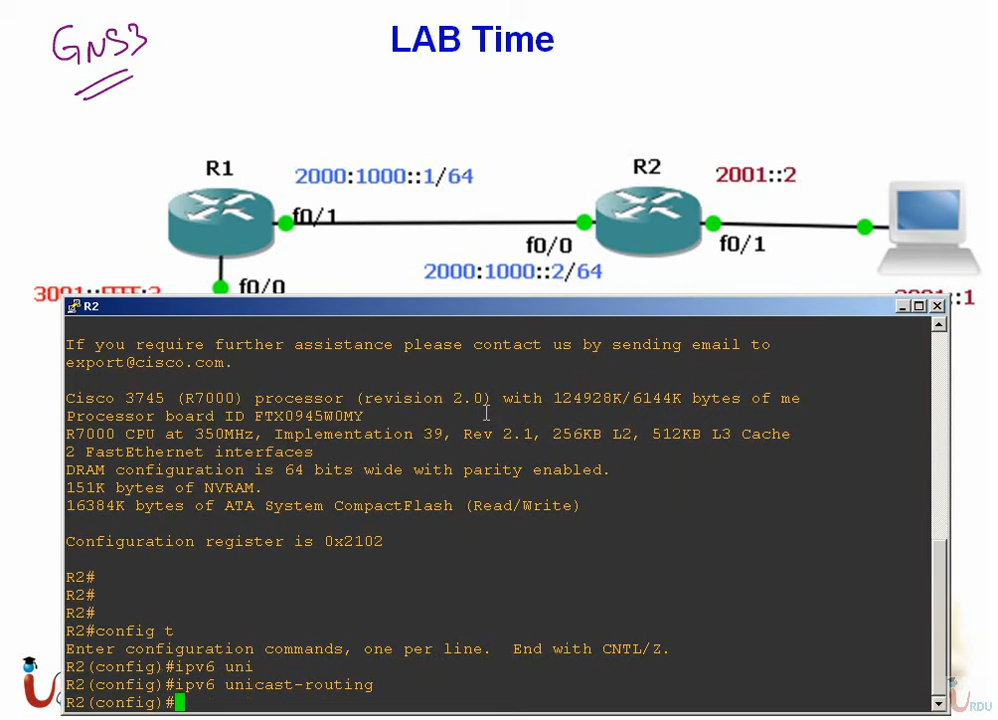 GNS3
LAB Time
R1
2000:1000::1/64
R2
2001::2
f0/1
f0/0
f0/1
2000:1000::2/64
f0/0
::1
R2
If you require further assistance please contact us by sending email to
export@cisco.com.
Cisco 3745 (R7000) processor (revision 2.0) with 124928K/6144K bytes of me
Processor board ID FTX0945W0MY
R7000 CPU at 350MHz, Implementation 39, Rev 2.1, 256KB L2, 512KB L3 Cache
2 FastEthernet interfaces
DRAM configuration is 64 bits wide with parity enabled.
151K bytes of NVRAM.
16384K bytes of ATA System CompactFlash (Read/Write)
Configuration register is 0x2102
R2#
R2#
R2#
R2#config t
Enter configuration commands, one per line.  End with CNTL/Z.
R2(config)#ipv6 uni
R2(config)#ipv6 unicast-routing
R2(config)#
URDU